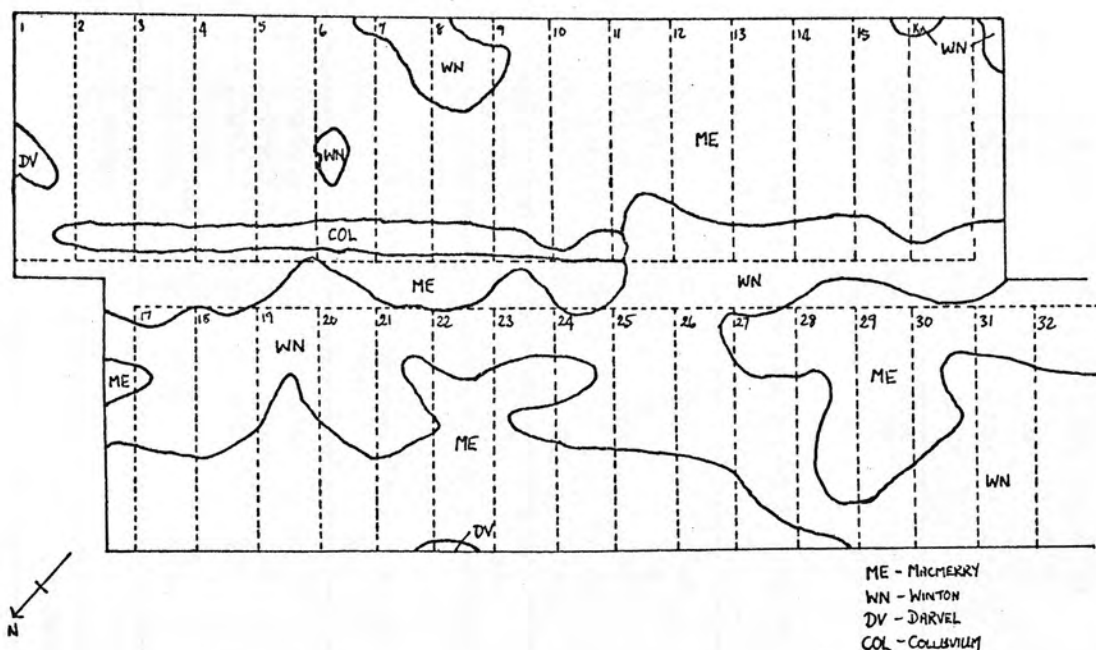 1 2 3 4 5 6 7 8 9 10 11 12 13 14 15
WN WN
DV WN ME
COL
ME WN
17 18 19 20 21 22 23 24 25 26 27 28 29 30 31 32
WN
ME ME
ME
WN
DV
N
ME - MACMERRY
WN - WINTON
DV - DARVEL
COL - COLLUVIUM